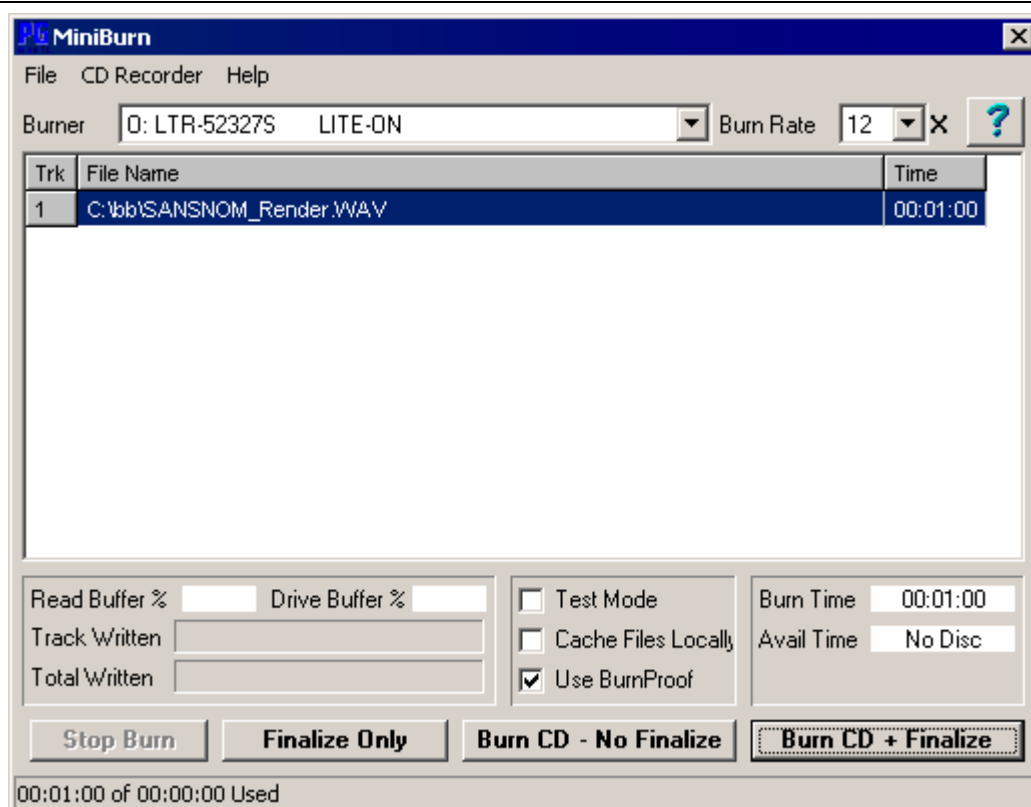 PG MiniBurn
File CD Recorder Help
Burner O: LTR-52327S LITE-ON Burn Rate 12 X ?
Trk File Name Time
1 C:\bb\SANSNOM_Render.WAV 00:01:00
Read Buffer % Drive Buffer %
Track Written
Total Written
Test Mode
Cache Files Locally
Use BurnProof
Burn Time 00:01:00
Avail Time No Disc
Stop Burn Finalize Only Burn CD - No Finalize Burn CD + Finalize
00:01:00 of 00:00:00 Used